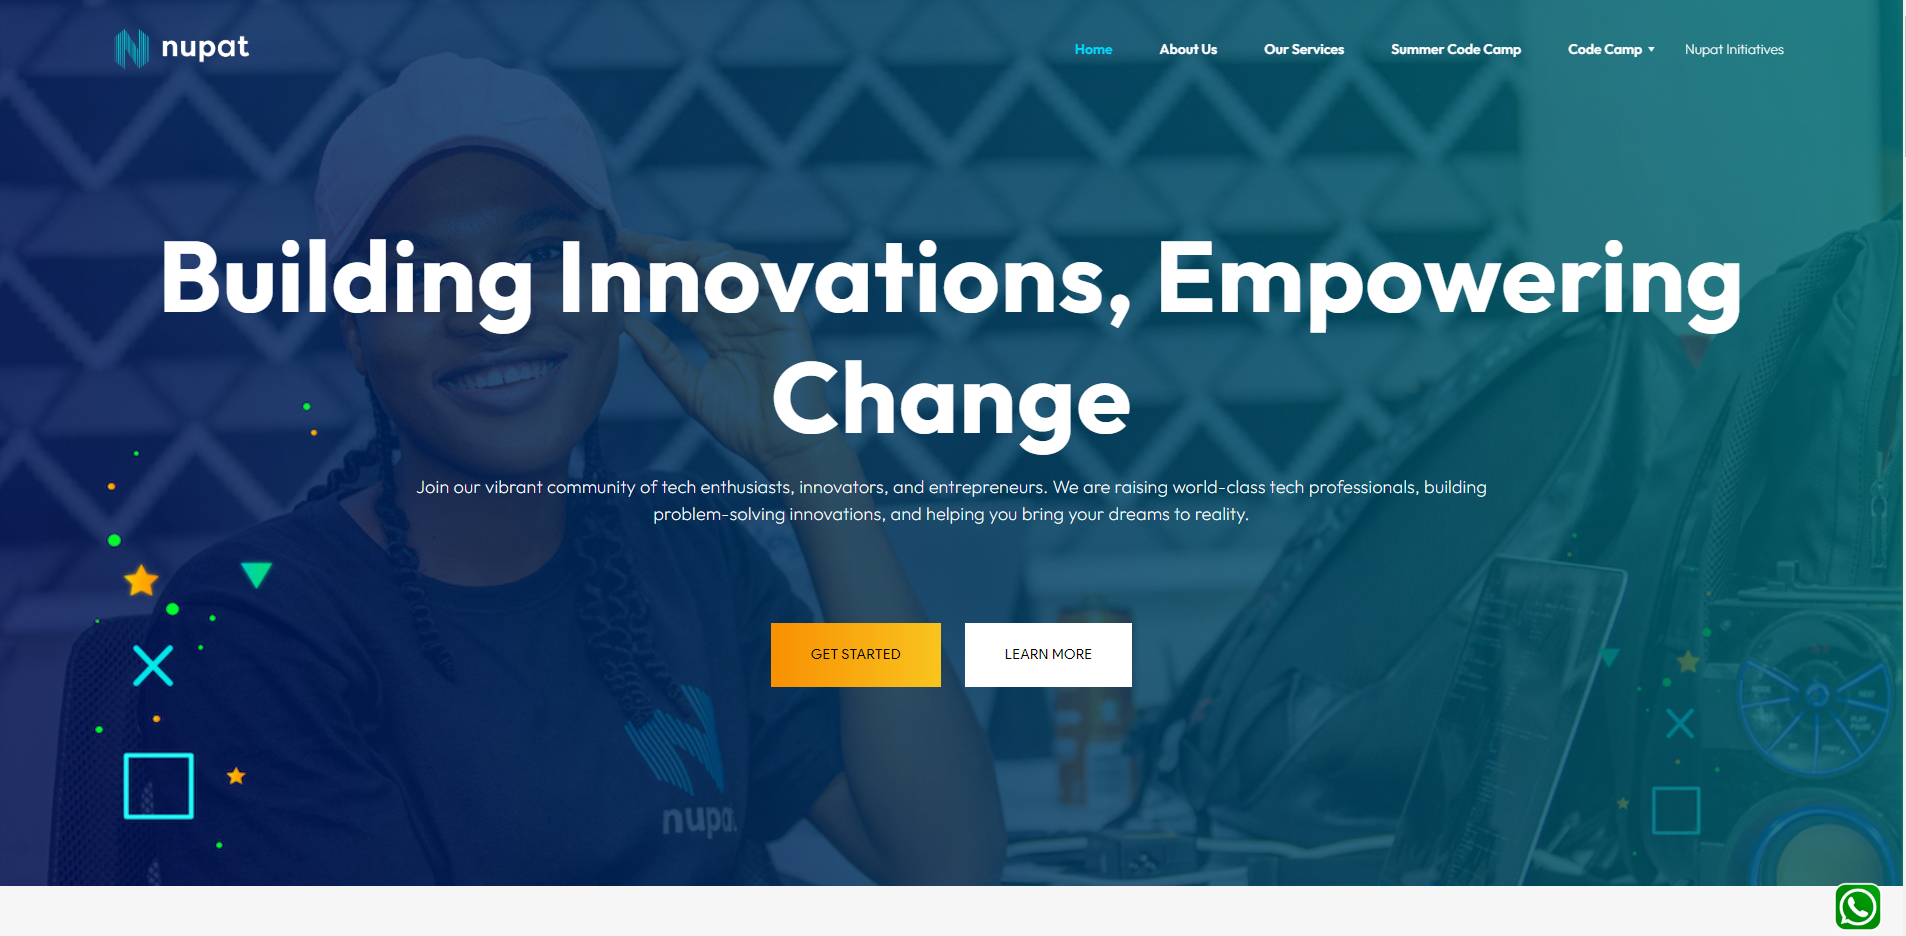 nupat
Home About Us Our Services Summer Code Camp Code Camp Nupat Initiatives
Building Innovations, Empowering
Change
Join our vibrant community of tech enthusiasts, innovators, and entrepreneurs. We are raising world-class tech professionals, building
problem-solving innovations, and helping you bring your dreams to reality.
GET STARTED LEARN MORE
nupat.